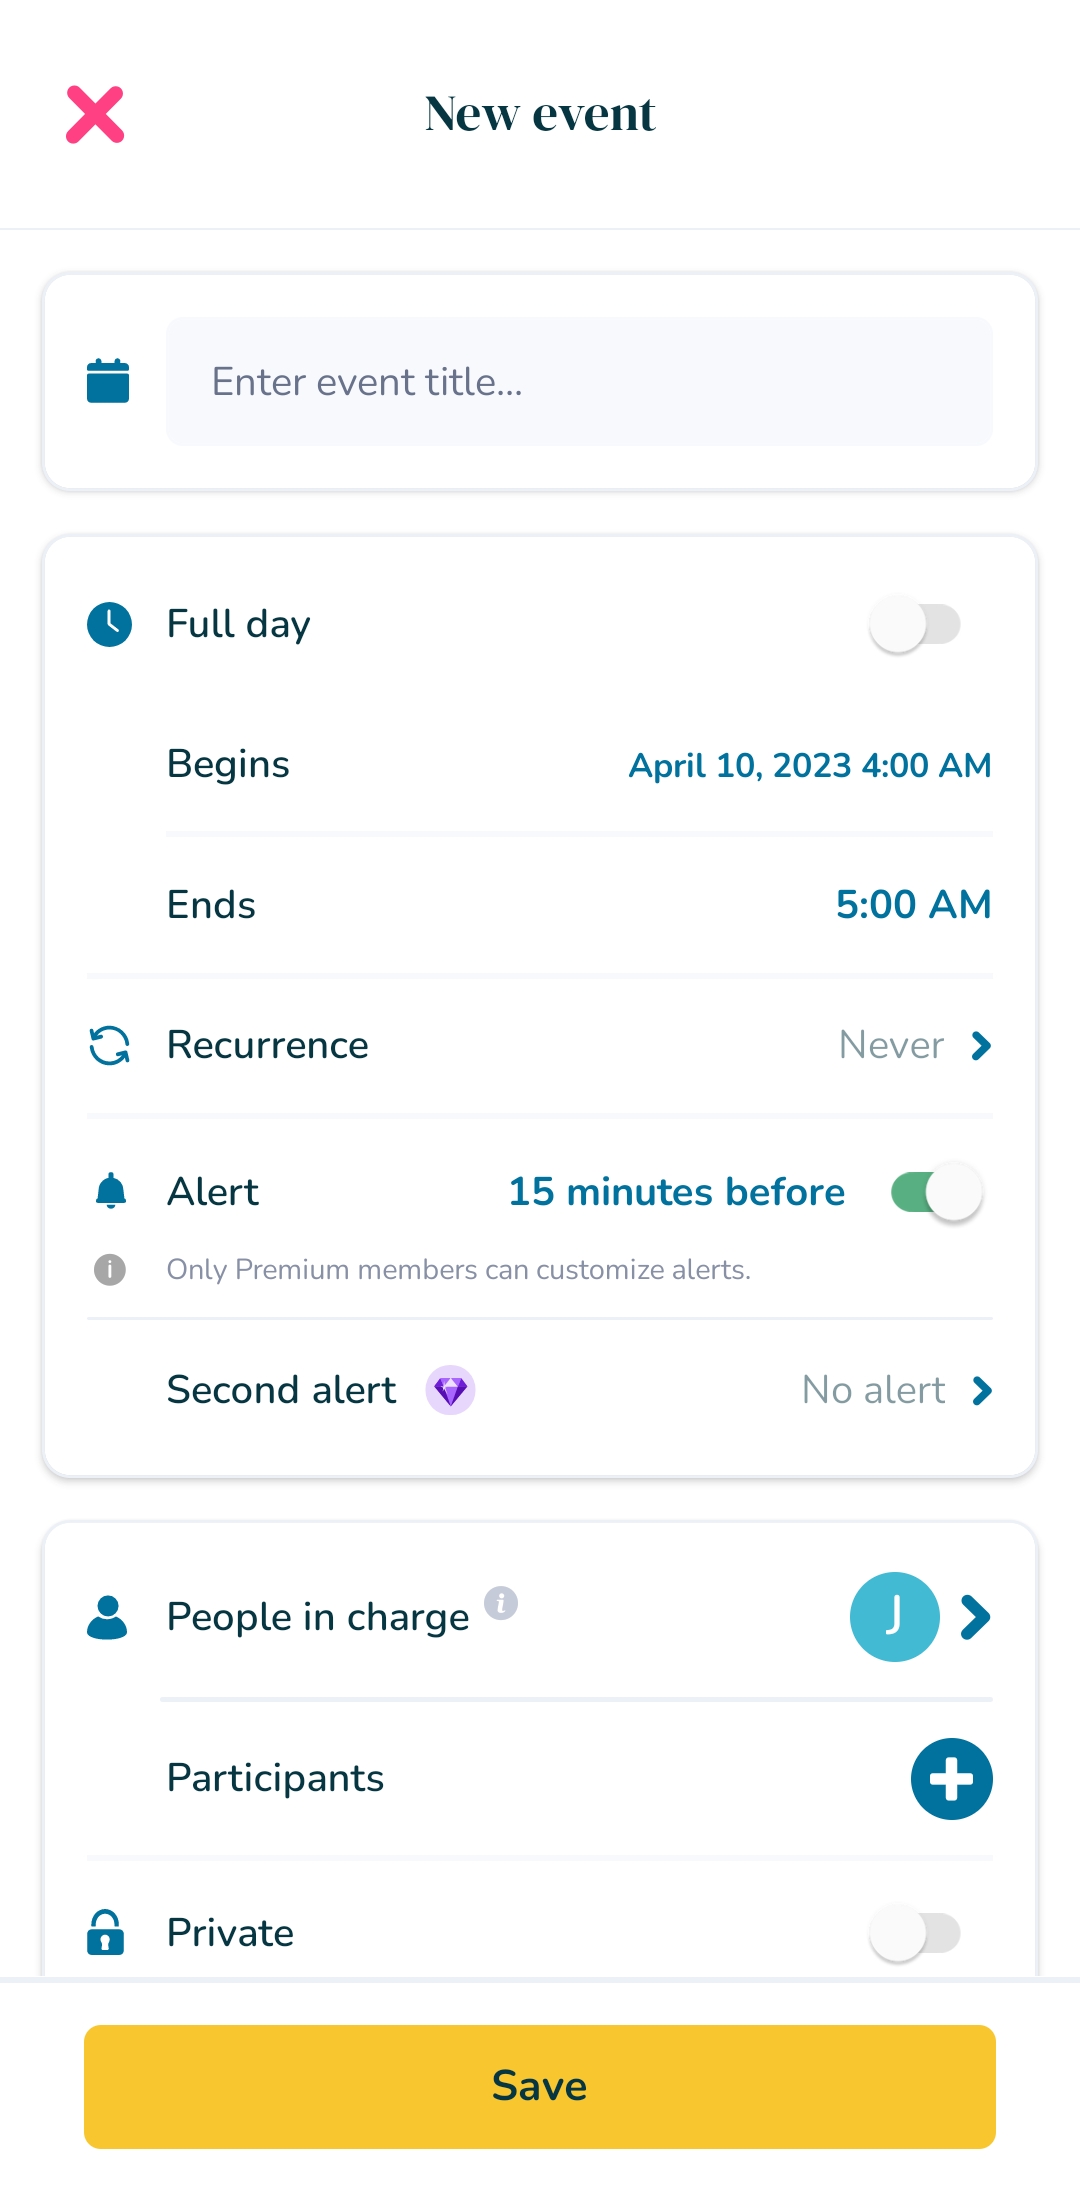 New event
Enter event title...
Full day
Begins April 10, 2023 4:00 AM
Ends 5:00 AM
Recurrence Never
Alert 15 minutes before
Only Premium members can customize alerts.
Second alert No alert
People in charge J
Participants
Private
Save